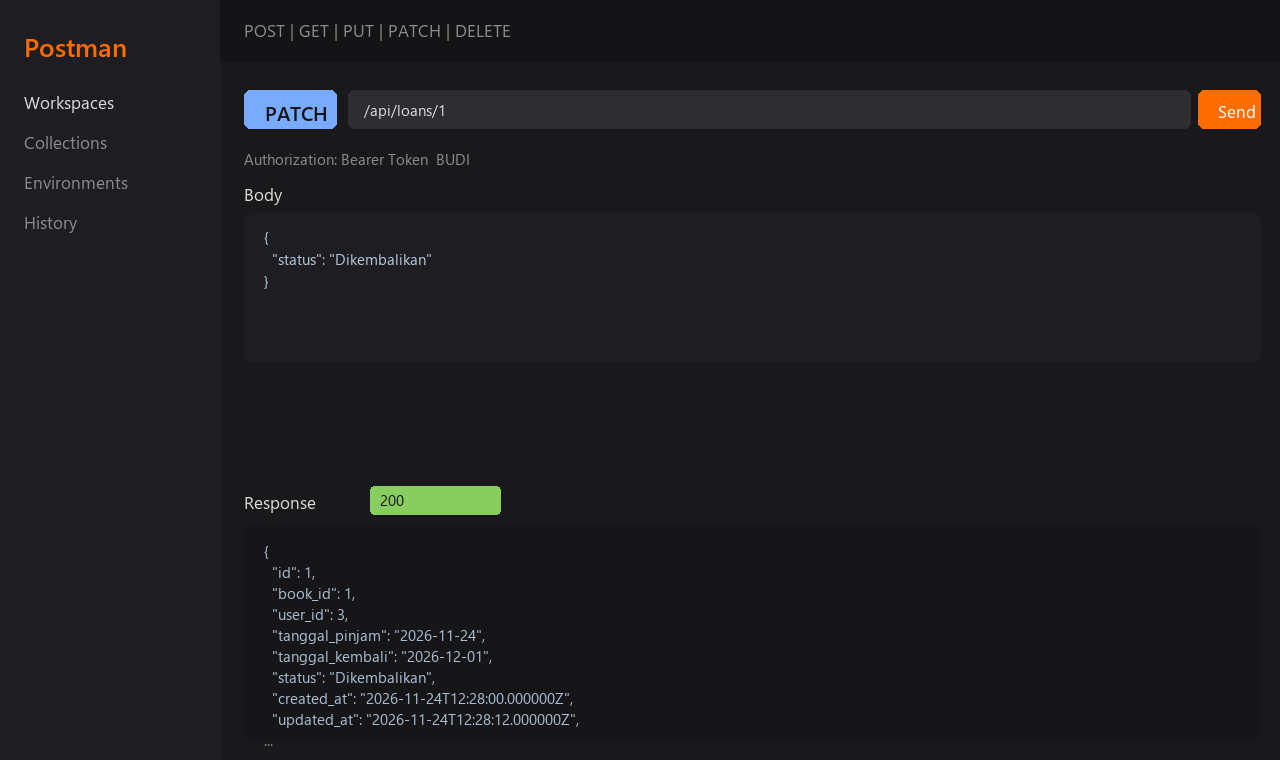 Postman
Workspaces
Collections
Environments
History
POST | GET | PUT | PATCH | DELETE
PATCH
/api/loans/1
Send
Authorization: Bearer Token  BUDI
Body
{
  "status": "Dikembalikan"
}
Response
200
{
  "id": 1,
  "book_id": 1,
  "user_id": 3,
  "tanggal_pinjam": "2026-11-24",
  "tanggal_kembali": "2026-12-01",
  "status": "Dikembalikan",
  "created_at": "2026-11-24T12:28:00.000000Z",
  "updated_at": "2026-11-24T12:28:12.000000Z",
...